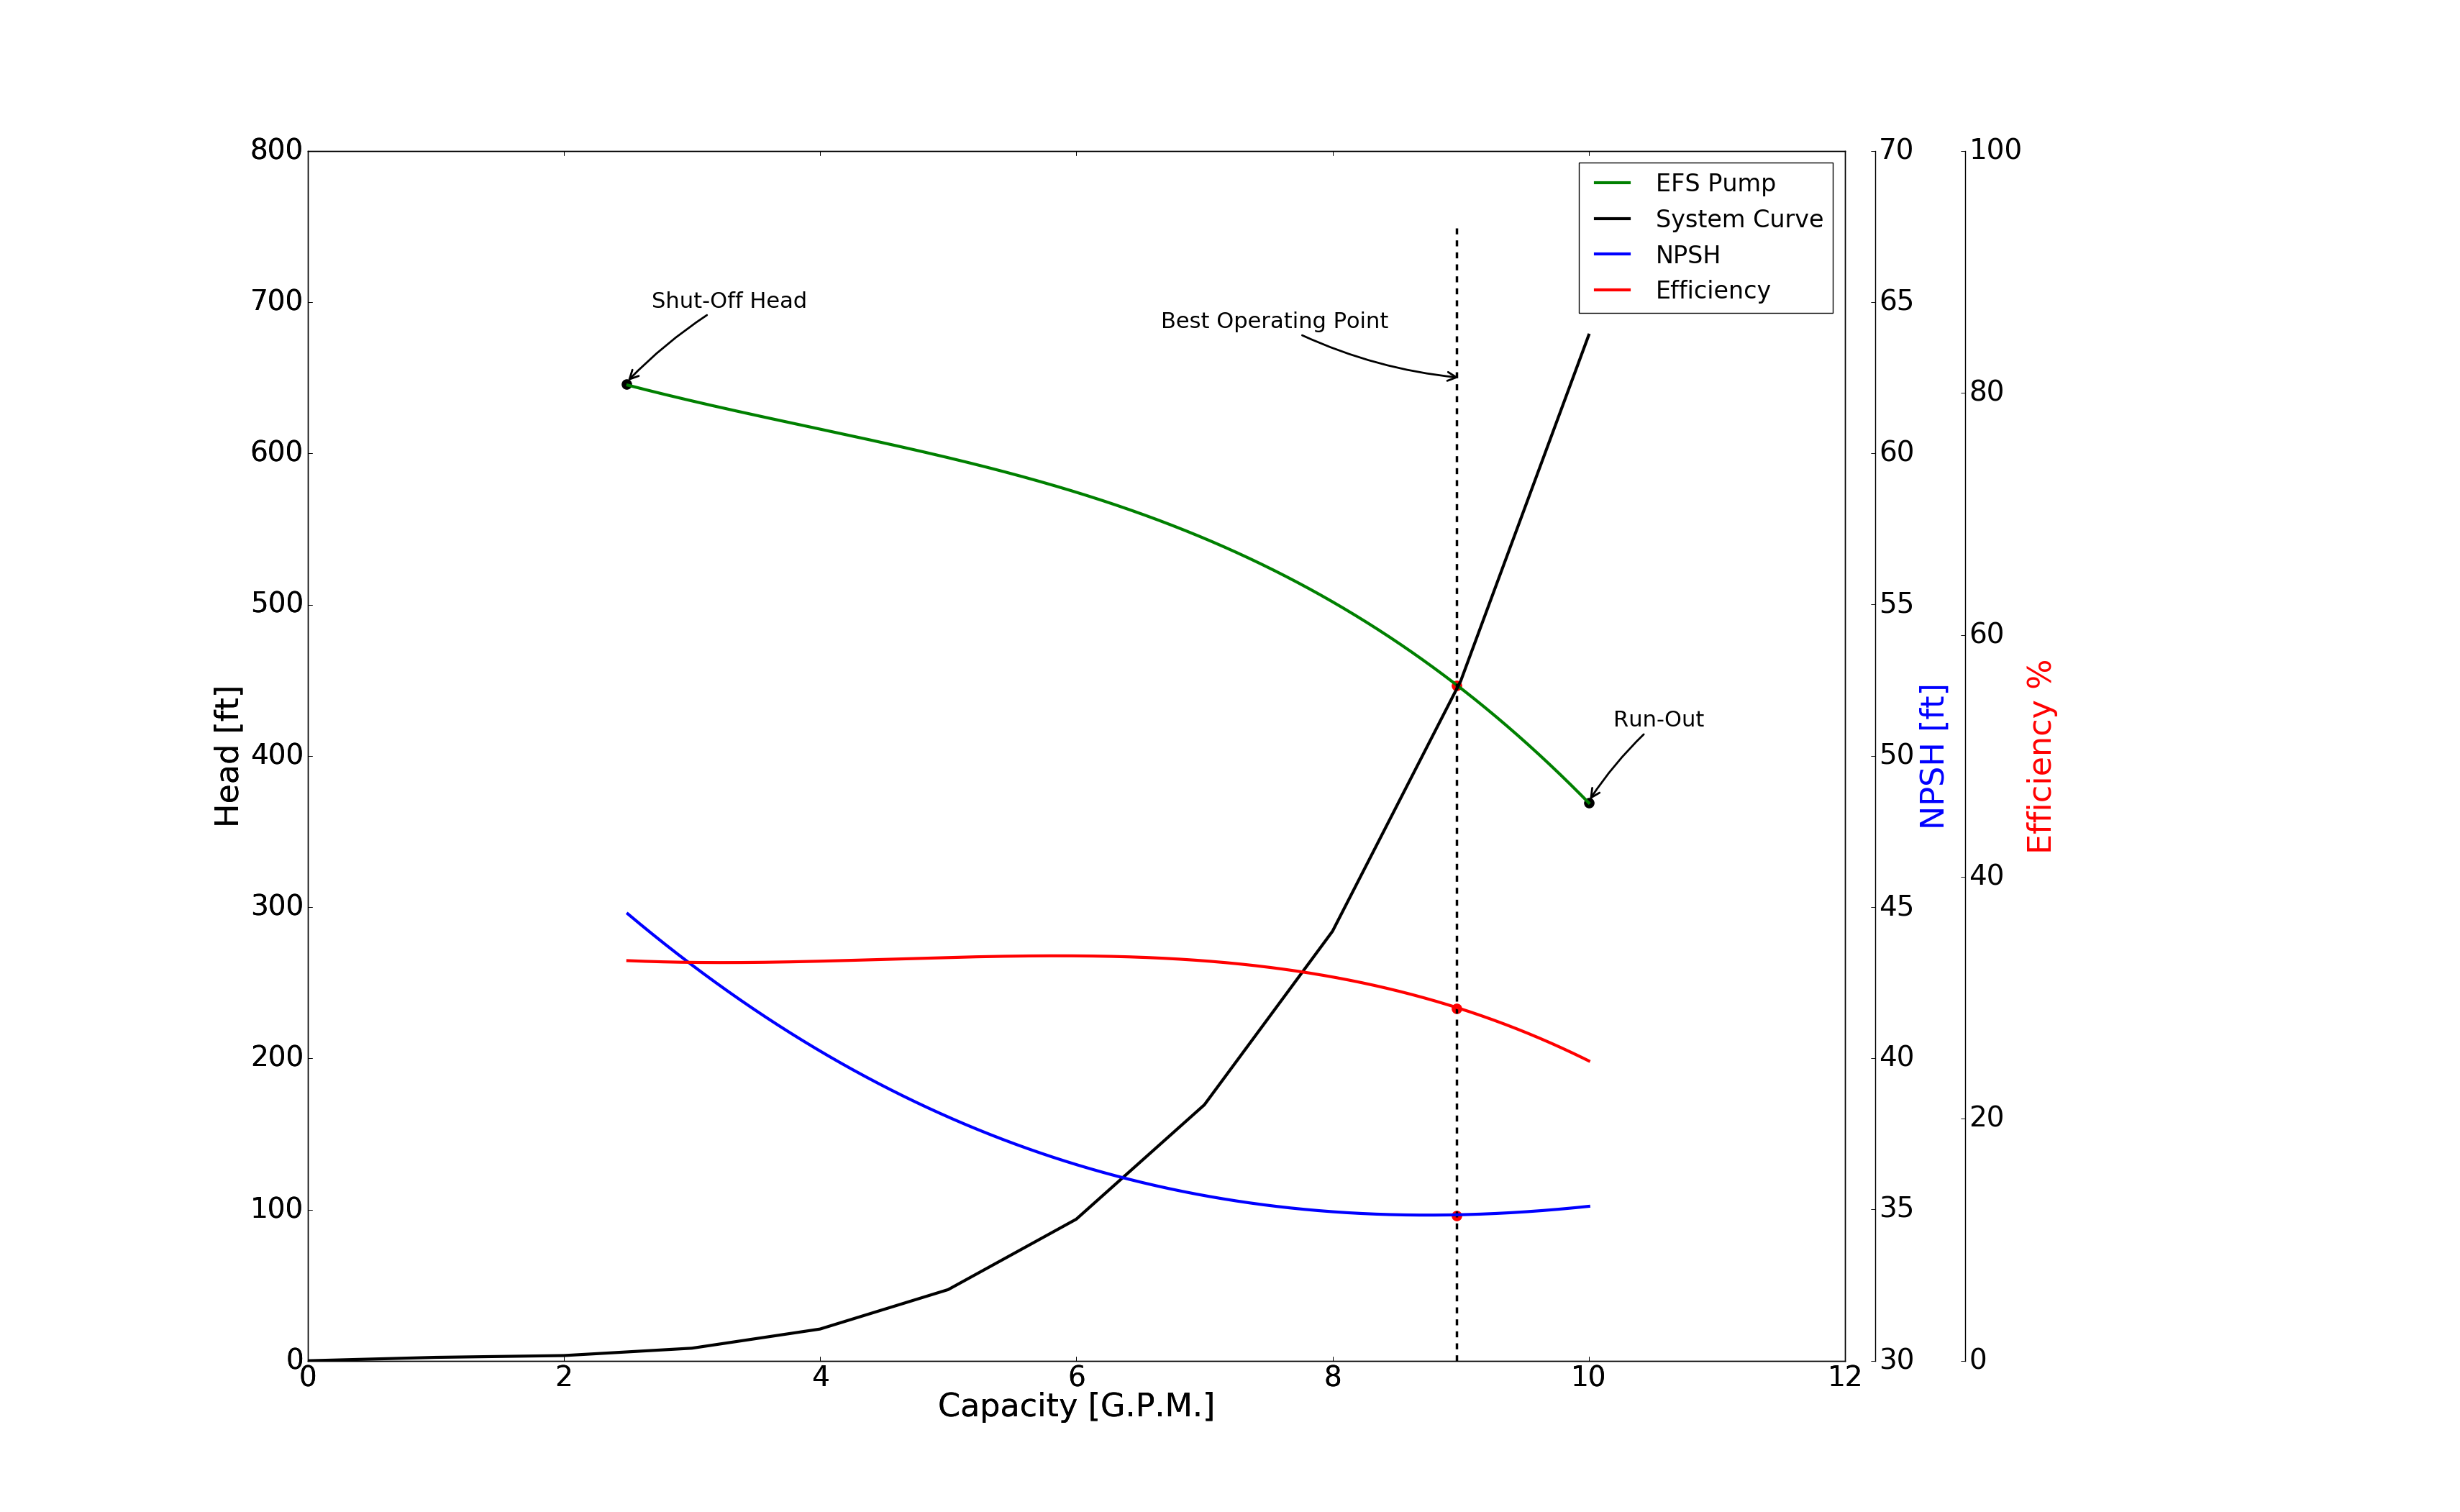 800
700
600
500
400
300
200
100
0
Head [ft]
0 2 4 6 8 10 12
Capacity [G.P.M.]
Shut-Off Head
Best Operating Point
Run-Out
EFS Pump
System Curve
NPSH
Efficiency
70
65
60
55
50
45
40
35
30
NPSH [ft]
100
80
60
40
20
0
Efficiency %